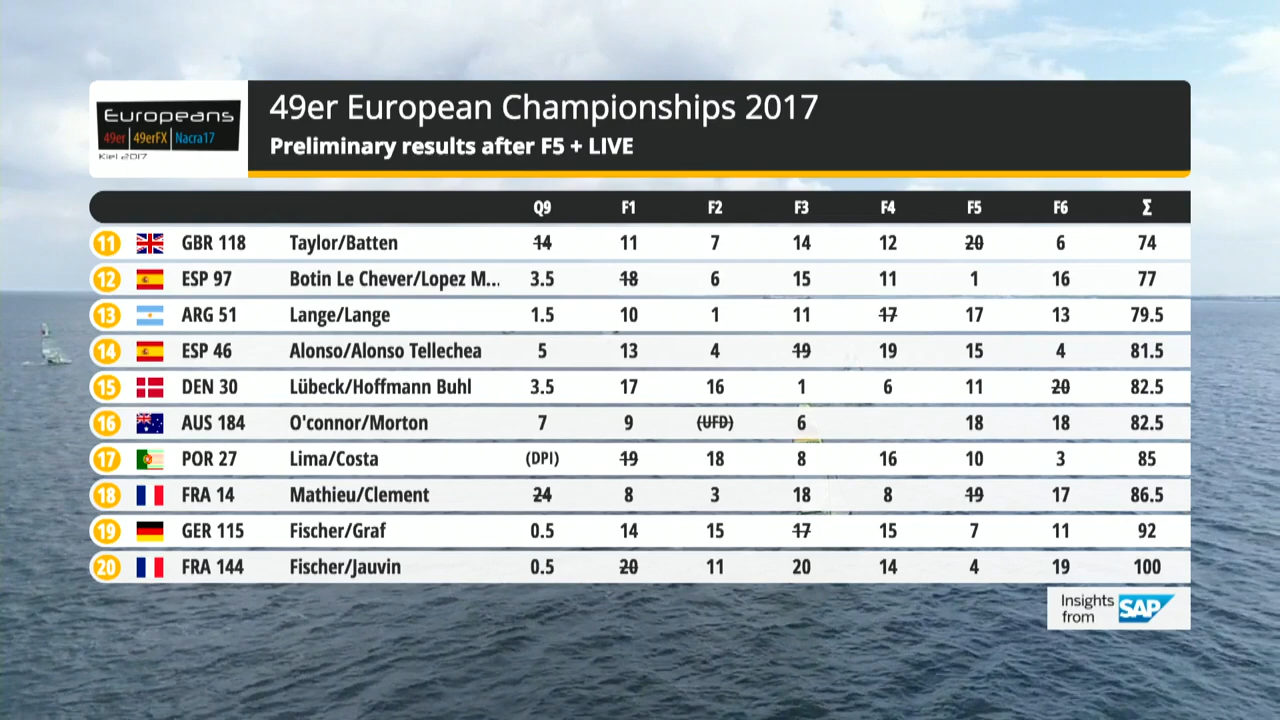 Europeans
49er | 49erFX | Nacra17
Kiel 2017
49er European Championships 2017
Preliminary results after F5 + LIVE
Q9 F1 F2 F3 F4 F5 F6 Σ
11 GBR 118 Taylor/Batten 14 11 7 14 12 20 6 74
12 ESP 97 Botin Le Chever/Lopez M... 3.5 18 6 15 11 1 16 77
13 ARG 51 Lange/Lange 1.5 10 1 11 17 17 13 79.5
14 ESP 46 Alonso/Alonso Tellechea 5 13 4 19 19 15 4 81.5
15 DEN 30 Lübeck/Hoffmann Buhl 3.5 17 16 1 6 11 20 82.5
16 AUS 184 O'connor/Morton 7 9 (UFD) 6 18 18 82.5
17 POR 27 Lima/Costa (DPI) 19 18 8 16 10 3 85
18 FRA 14 Mathieu/Clement 24 8 3 18 8 19 17 86.5
19 GER 115 Fischer/Graf 0.5 14 15 17 15 7 11 92
20 FRA 144 Fischer/Jauvin 0.5 20 11 20 14 4 19 100
Insights
from SAP